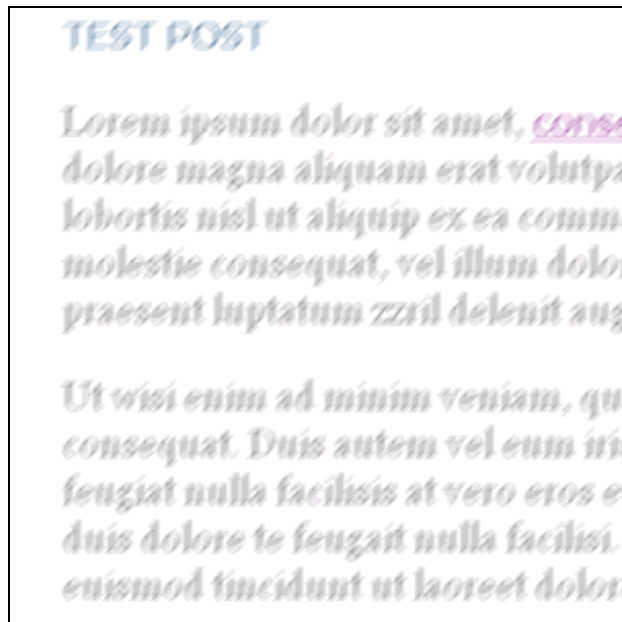 TEST POST
Lorem ipsum dolor sit amet, conse
dolore magna aliquam erat volutpa
lobortis nisl ut aliquip ex ea comm
molestie consequat, vel illum dolor
praesent luptatum zzril delenit aug
Ut wisi enim ad minim veniam, qu
consequat. Duis autem vel eum iri
feugiat nulla facilisis at vero eros e
duis dolore te feugait nulla facilisi.
euismod tincidunt ut laoreet dolore